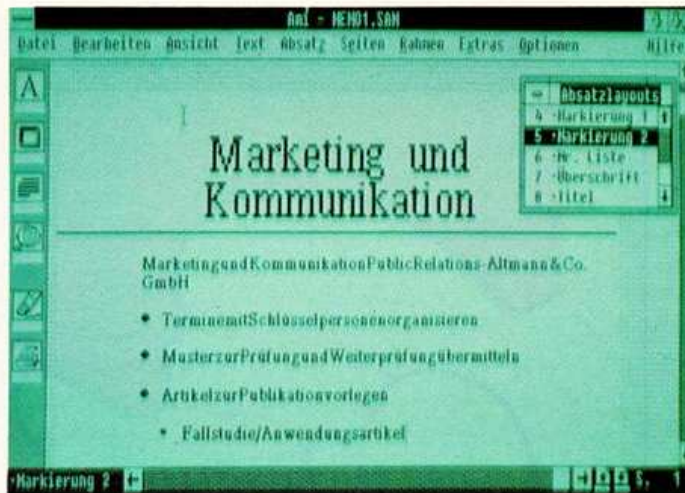 Ami - MEMO1.SAM
Datei Bearbeiten Ansicht Text Absatz Seiten Rahmen Extras Optionen Hilfe
Absatzlayouts
4 ·Markierung 1
5 ·Markierung 2
6 ·Nr. Liste
7 ·Überschrift
8 ·Titel
Marketing und
Kommunikation
MarketingundKommunikationPublicRelations-Altmann&Co.
GmbH
• TerminemitSchlüsselpersonenorganisieren
• MusterzurPrüfungundWeiterprüfungübermitteln
• ArtikelzurPublikationvorlegen
• Fallstudie/Anwendungsartikel
·Markierung 2 S. 1